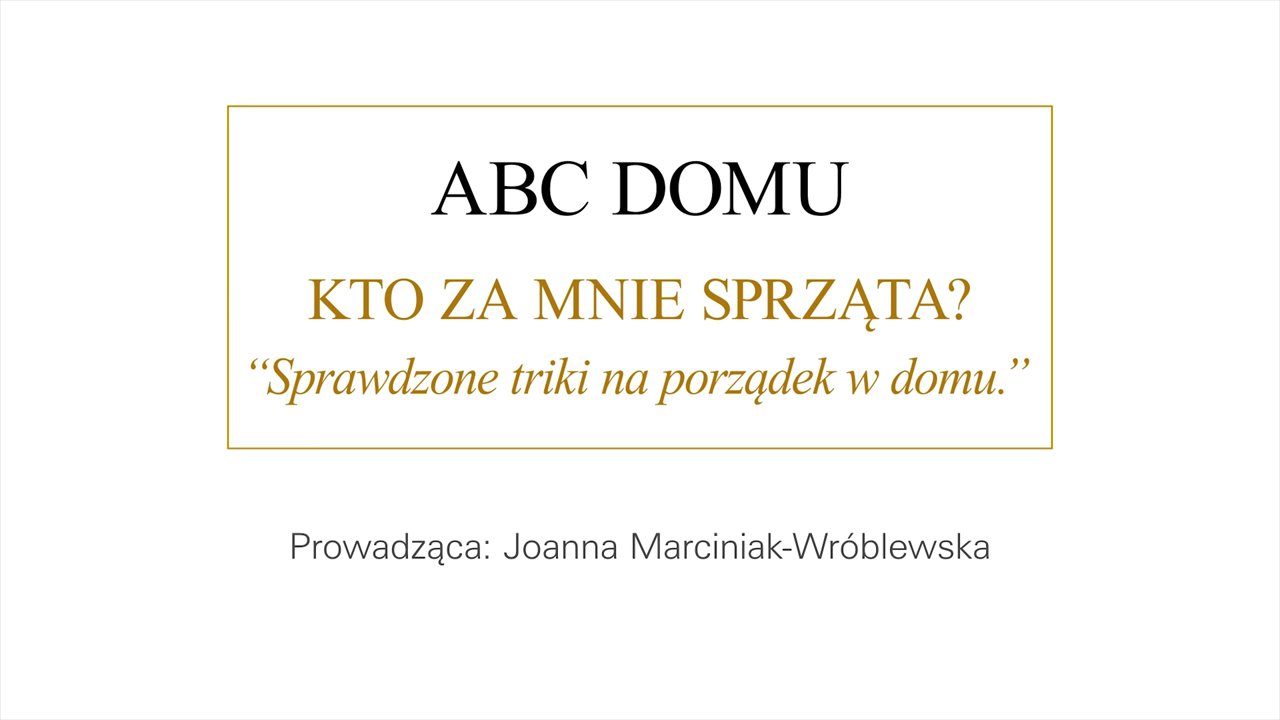 ABC DOMU
KTO ZA MNIE SPRZĄTA?
“Sprawdzone triki na porządek w domu.”
Prowadząca: Joanna Marciniak-Wróblewska